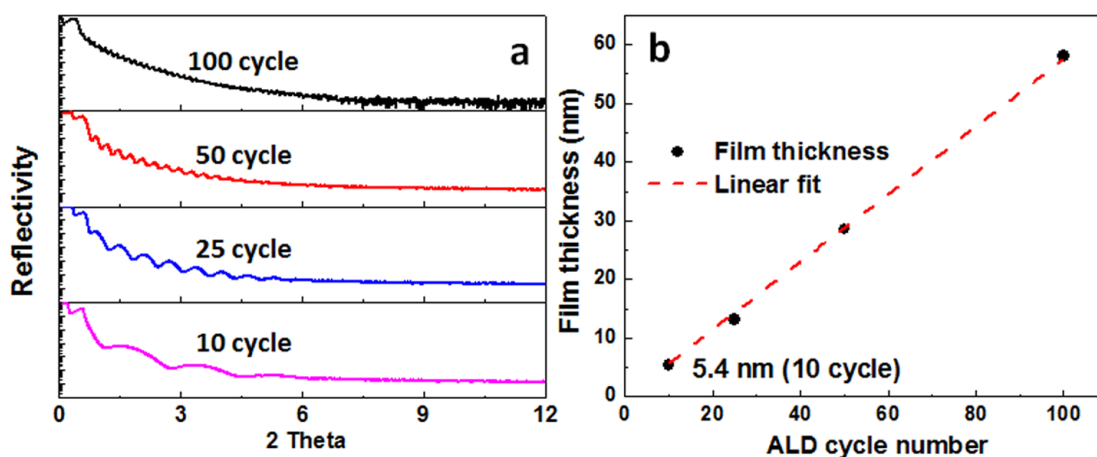 a
100 cycle
50 cycle
25 cycle
10 cycle
Reflectivity
0 3 6 9 12
2 Theta
b
60
50
40
30
20
10
0
Film thickness (nm)
Film thickness
Linear fit
5.4 nm (10 cycle)
0 20 40 60 80 100
ALD cycle number